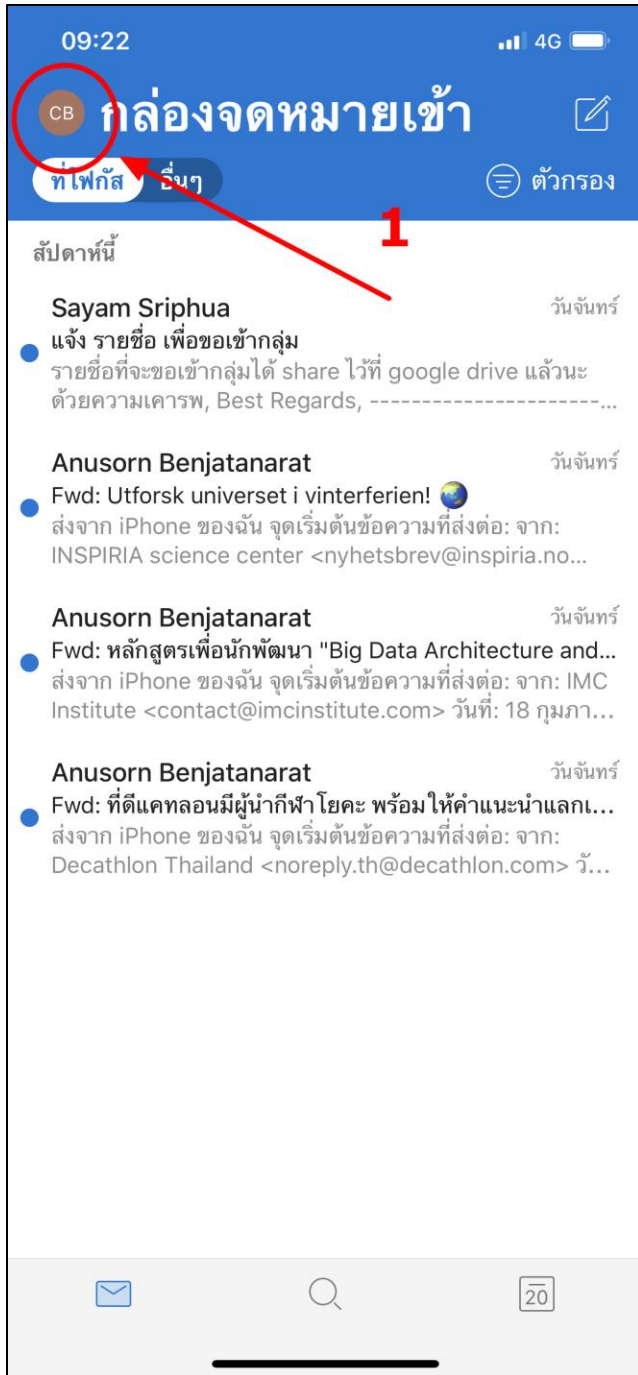 09:22 4G
CB กล่องจดหมายเข้า
ที่โฟกัส อื่นๆ ตัวกรอง
1
สัปดาห์นี้
Sayam Sriphua วันจันทร์
แจ้ง รายชื่อ เพื่อขอเข้ากลุ่ม
รายชื่อที่จะขอเข้ากลุ่มได้ share ไว้ที่ google drive แล้วนะ
ด้วยความเคารพ, Best Regards, ----------------------...
Anusorn Benjatanarat วันจันทร์
Fwd: Utforsk universet i vinterferien! 🌏
ส่งจาก iPhone ของฉัน จุดเริ่มต้นข้อความที่ส่งต่อ: จาก:
INSPIRIA science center <nyhetsbrev@inspiria.no...
Anusorn Benjatanarat วันจันทร์
Fwd: หลักสูตรเพื่อนักพัฒนา "Big Data Architecture and...
ส่งจาก iPhone ของฉัน จุดเริ่มต้นข้อความที่ส่งต่อ: จาก: IMC
Institute <contact@imcinstitute.com> วันที่: 18 กุมภา...
Anusorn Benjatanarat วันจันทร์
Fwd: ที่ดีแคทลอนมีผู้นำกีฬาโยคะ พร้อมให้คำแนะนำแลกเ...
ส่งจาก iPhone ของฉัน จุดเริ่มต้นข้อความที่ส่งต่อ: จาก:
Decathlon Thailand <noreply.th@decathlon.com> วั...
20